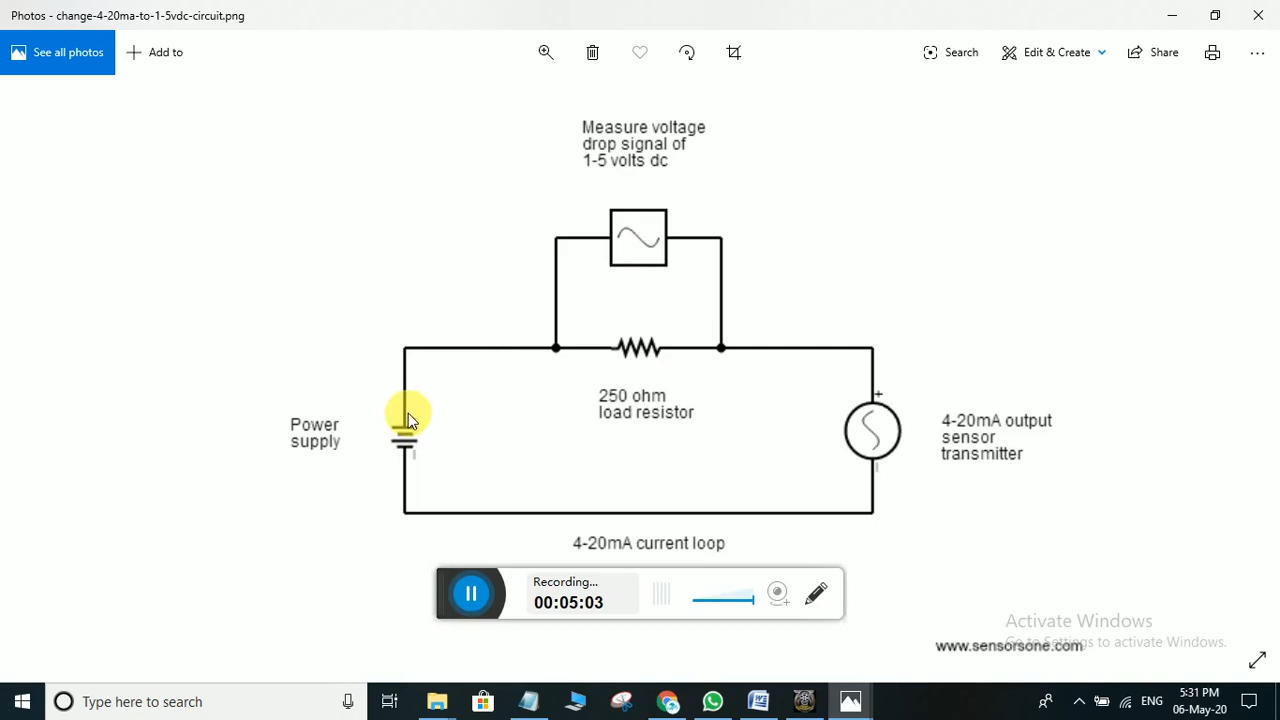 Photos - change-4-20ma-to-1-5vdc-circuit.png
See all photos
Add to
Search
Edit & Create
Share
Measure voltage
drop signal of
1-5 volts dc
250 ohm
load resistor
Power
supply
+
4-20mA output
sensor
transmitter
4-20mA current loop
Recording...
00:05:03
Activate Windows
Go to Settings to activate Windows.
www.sensorsone.com
Type here to search
ENG
5:31 PM
06-May-20